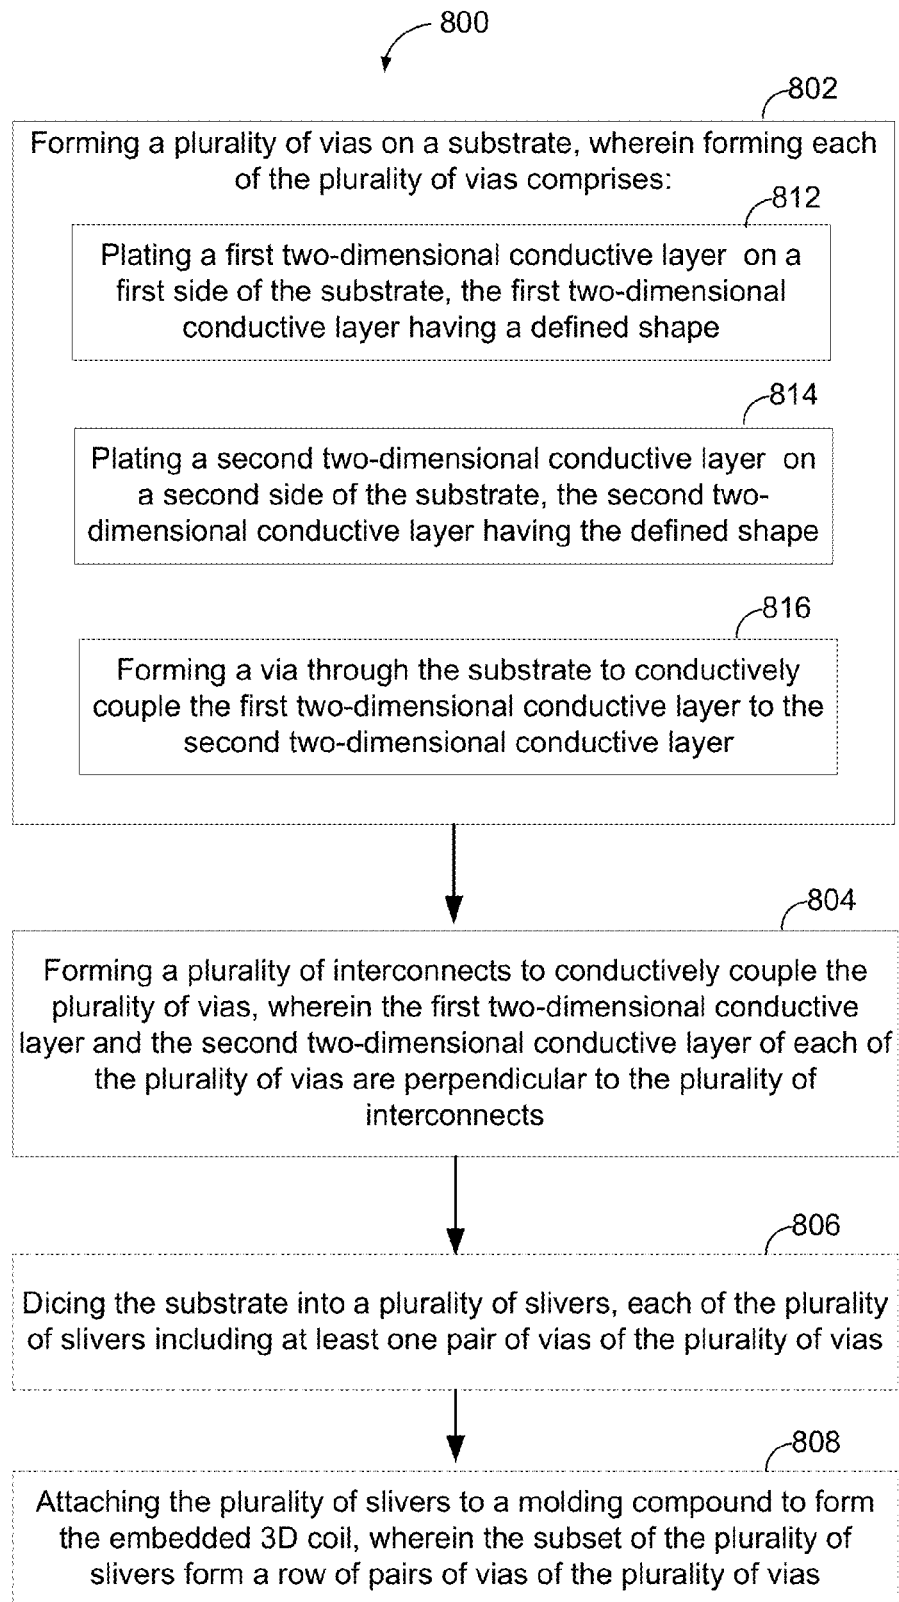 800
802
Forming a plurality of vias on a substrate, wherein forming each
of the plurality of vias comprises:
812
Plating a first two-dimensional conductive layer on a
first side of the substrate, the first two-dimensional
conductive layer having a defined shape
814
Plating a second two-dimensional conductive layer on
a second side of the substrate, the second two-
dimensional conductive layer having the defined shape
816
Forming a via through the substrate to conductively
couple the first two-dimensional conductive layer to the
second two-dimensional conductive layer
804
Forming a plurality of interconnects to conductively couple the
plurality of vias, wherein the first two-dimensional conductive
layer and the second two-dimensional conductive layer of each of
the plurality of vias are perpendicular to the plurality of
interconnects
806
Dicing the substrate into a plurality of slivers, each of the plurality
of slivers including at least one pair of vias of the plurality of vias
808
Attaching the plurality of slivers to a molding compound to form
the embedded 3D coil, wherein the subset of the plurality of
slivers form a row of pairs of vias of the plurality of vias